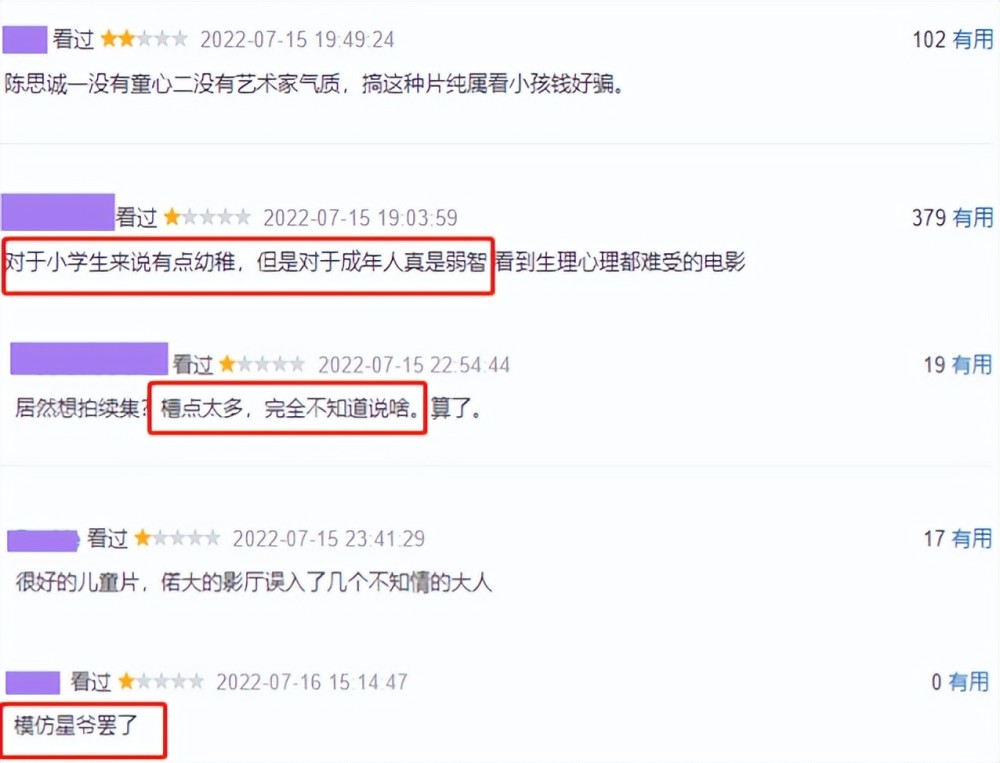 看过 2022-07-15 19:49:24 102 有用
陈思诚一没有童心二没有艺术家气质，搞这种片纯属看小孩钱好骗。
看过 2022-07-15 19:03:59 379 有用
对于小学生来说有点幼稚，但是对于成年人真是弱智 看到生理心理都难受的电影
看过 2022-07-15 22:54:44 19 有用
居然想拍续集？槽点太多，完全不知道说啥。算了。
看过 2022-07-15 23:41:29 17 有用
很好的儿童片，偌大的影厅误入了几个不知情的大人
看过 2022-07-16 15:14:47 0 有用
模仿星爷罢了